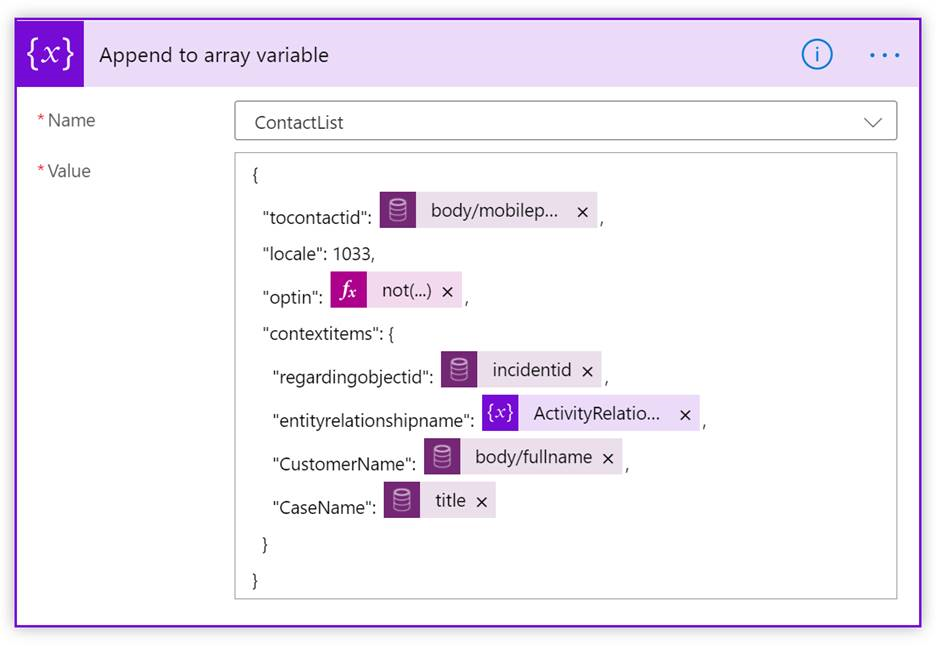 {x} Append to array variable i ...
* Name ContactList
* Value
{
"tocontactid": body/mobilep... × ,
"locale": 1033,
"optin": fx not(...) × ,
"contextitems": {
"regardingobjectid": incidentid × ,
"entityrelationshipname": {x} ActivityRelatio... × ,
"CustomerName": body/fullname × ,
"CaseName": title ×
}
}